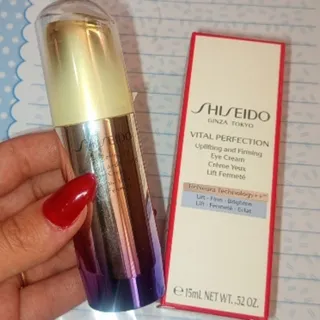 SHISEIDO
SHISEIDO
GINZA TOKYO
VITAL PERFECTION
Uplifting and Firming
Eye Cream
Crème Yeux
Lift Fermeté
Lift - Firm - Brighten
Lift - Fermeté - Éclat
℮ 15mL NET WT. .52 OZ.